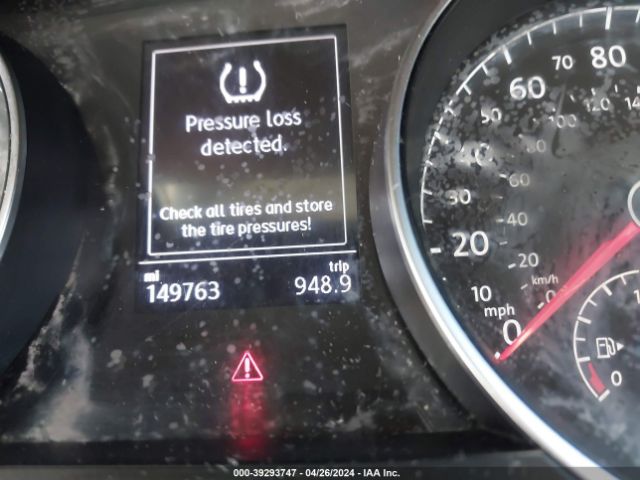 Pressure loss
detected.
Check all tires and store
the tire pressures!
mi
trip
149763
948.9
80
70
60
50
40
30
20
10
mph
0
120
100
80
60
40
20
km/h
0
0
000-39293747 - 04/26/2024 - IAA Inc.